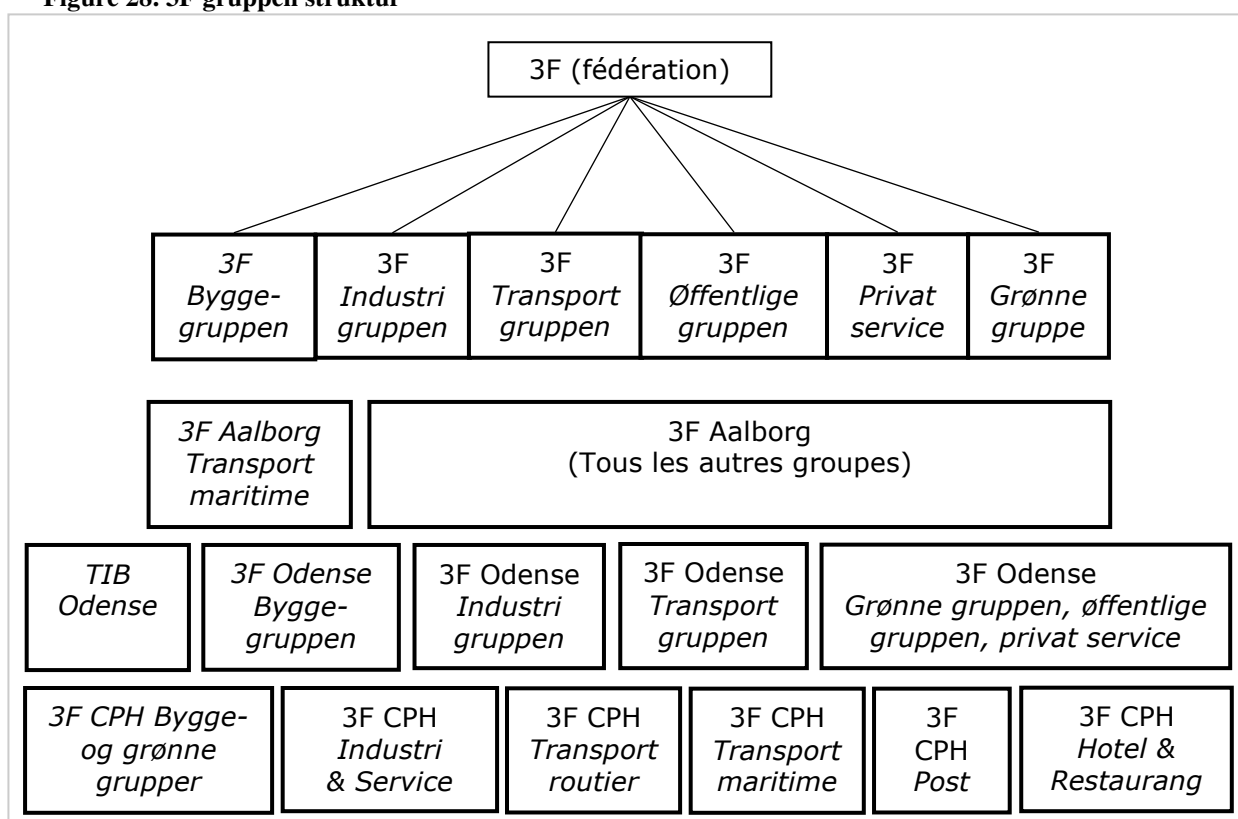 Figure 28: 3F gruppen struktur
3F (fédération)
3F
Bygge-
gruppen
3F
Industri
gruppen
3F
Transport
gruppen
3F
Øffentlige
gruppen
3F
Privat
service
3F
Grønne
gruppe
3F Aalborg
Transport
maritime
3F Aalborg
(Tous les autres groupes)
TIB
Odense
3F Odense
Bygge-
gruppen
3F Odense
Industri
gruppen
3F Odense
Transport
gruppen
3F Odense
Grønne gruppen, øffentlige
gruppen, privat service
3F CPH Bygge-
og grønne
grupper
3F CPH
Industri
& Service
3F CPH
Transport
routier
3F CPH
Transport
maritime
3F
CPH
Post
3F CPH
Hotel &
Restaurang